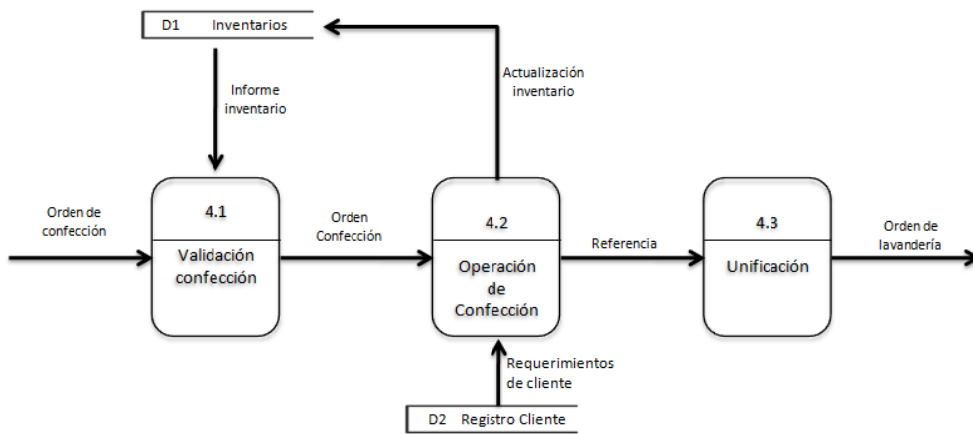 D1 Inventarios
Actualización
inventario
Informe
inventario
Orden de
confección
4.1
Validación
confección
Orden
Confección
4.2
Operación
de
Confección
Referencia
4.3
Unificación
Orden de
lavandería
Requerimientos
de cliente
D2 Registro Cliente